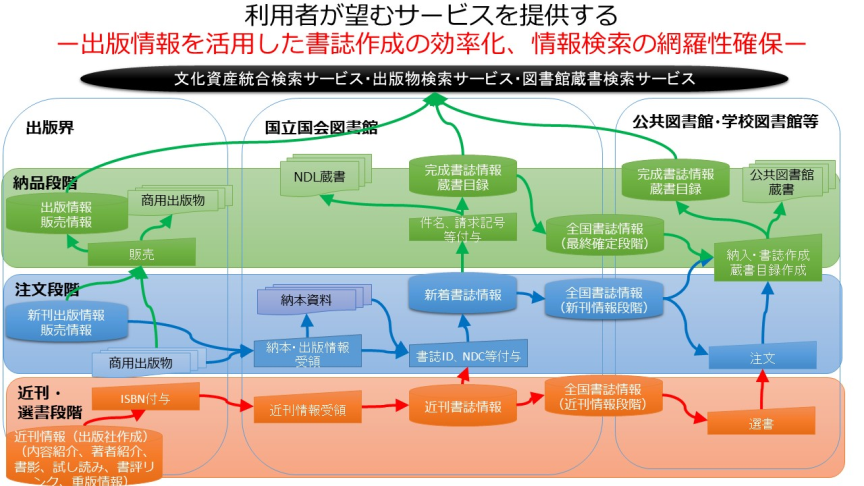 利用者が望むサービスを提供する
ー出版情報を活用した書誌作成の効率化、情報検索の網羅性確保ー
文化資産統合検索サービス・出版物検索サービス・図書館蔵書検索サービス
出版界
国立国会図書館
公共図書館・学校図書館等
納品段階
出版情報
販売情報
商用出版物
販売
NDL蔵書
完成書誌情報
蔵書目録
件名、請求記号
等付与
全国書誌情報
（最終確定段階）
完成書誌情報
蔵書目録
公共図書館
蔵書
納入・書誌作成
蔵書目録作成
注文段階
新刊出版情報
販売情報
商用出版物
納本資料
納本・出版情報
受領
新着書誌情報
書誌ID、NDC等付与
全国書誌情報
（新刊情報段階）
注文
近刊・
選書段階
ISBN付与
近刊情報（出版社作成）
（内容紹介、著者紹介、
書影、試し読み、書評リ
ンク、重版情報）
近刊情報受領
近刊書誌情報
全国書誌情報
（近刊情報段階）
選書